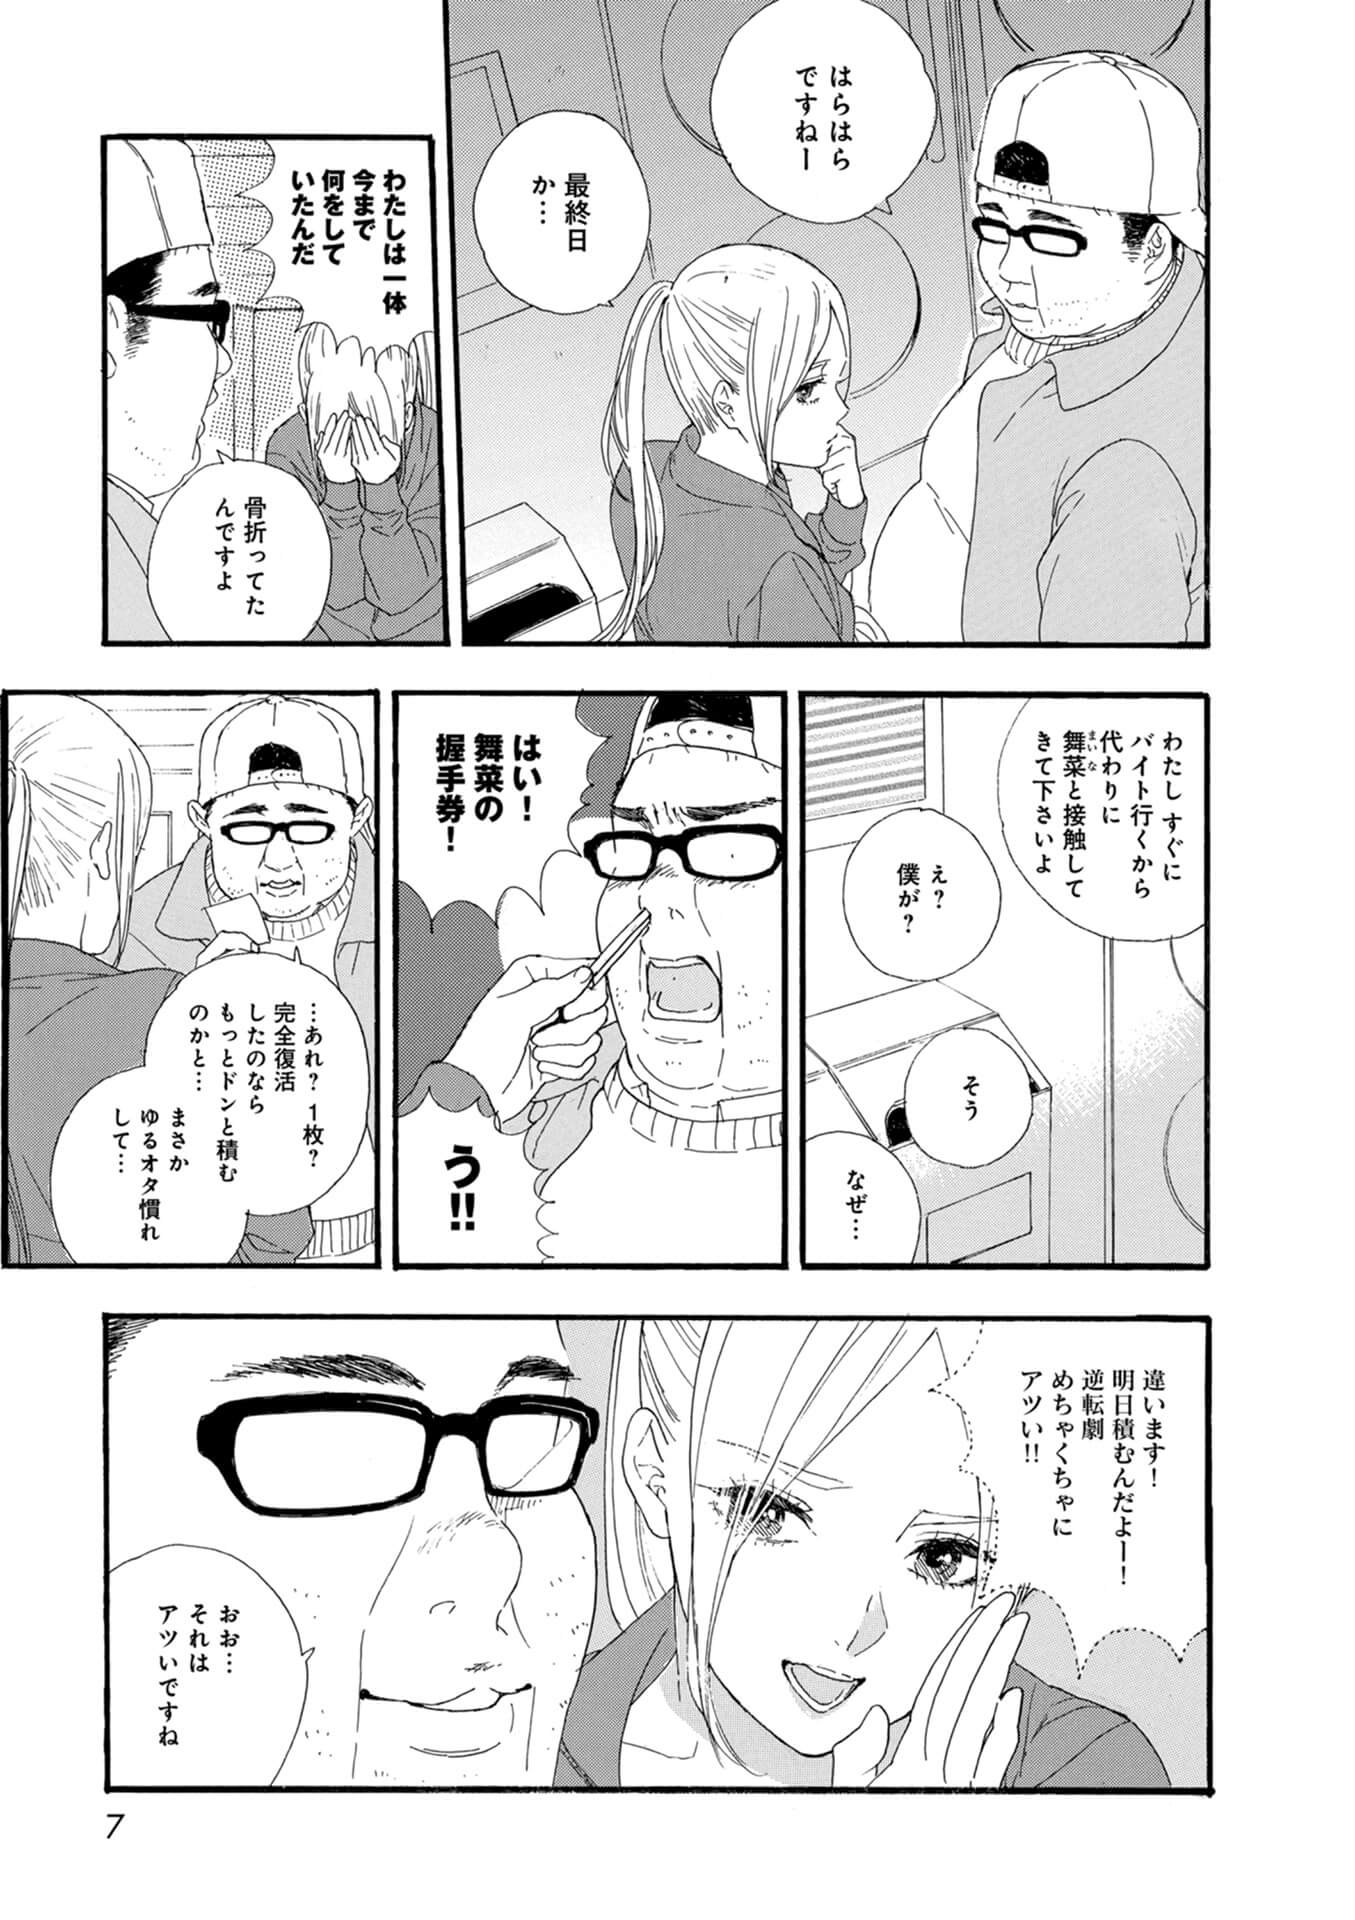 はらはら
ですねー
最終日
か…
わたしは一体
今まで
何をして
いたんだ
骨折ってた
んですよ
わたしすぐに
バイト行くから
代わりに
舞菜と接触して
まいな
きて下さいよ
え?
僕が?
そう
なぜ…
はい!
舞菜の
握手券!
う!!
…あれ? 1枚?
完全復活
したのなら
もっとドンと積む
のかと…
まさか
ゆるオタ慣れ
して…
違います!
明日積むんだよー!
逆転劇
めちゃくちゃに
アツい!!
おお…
それは
アツいですね
7